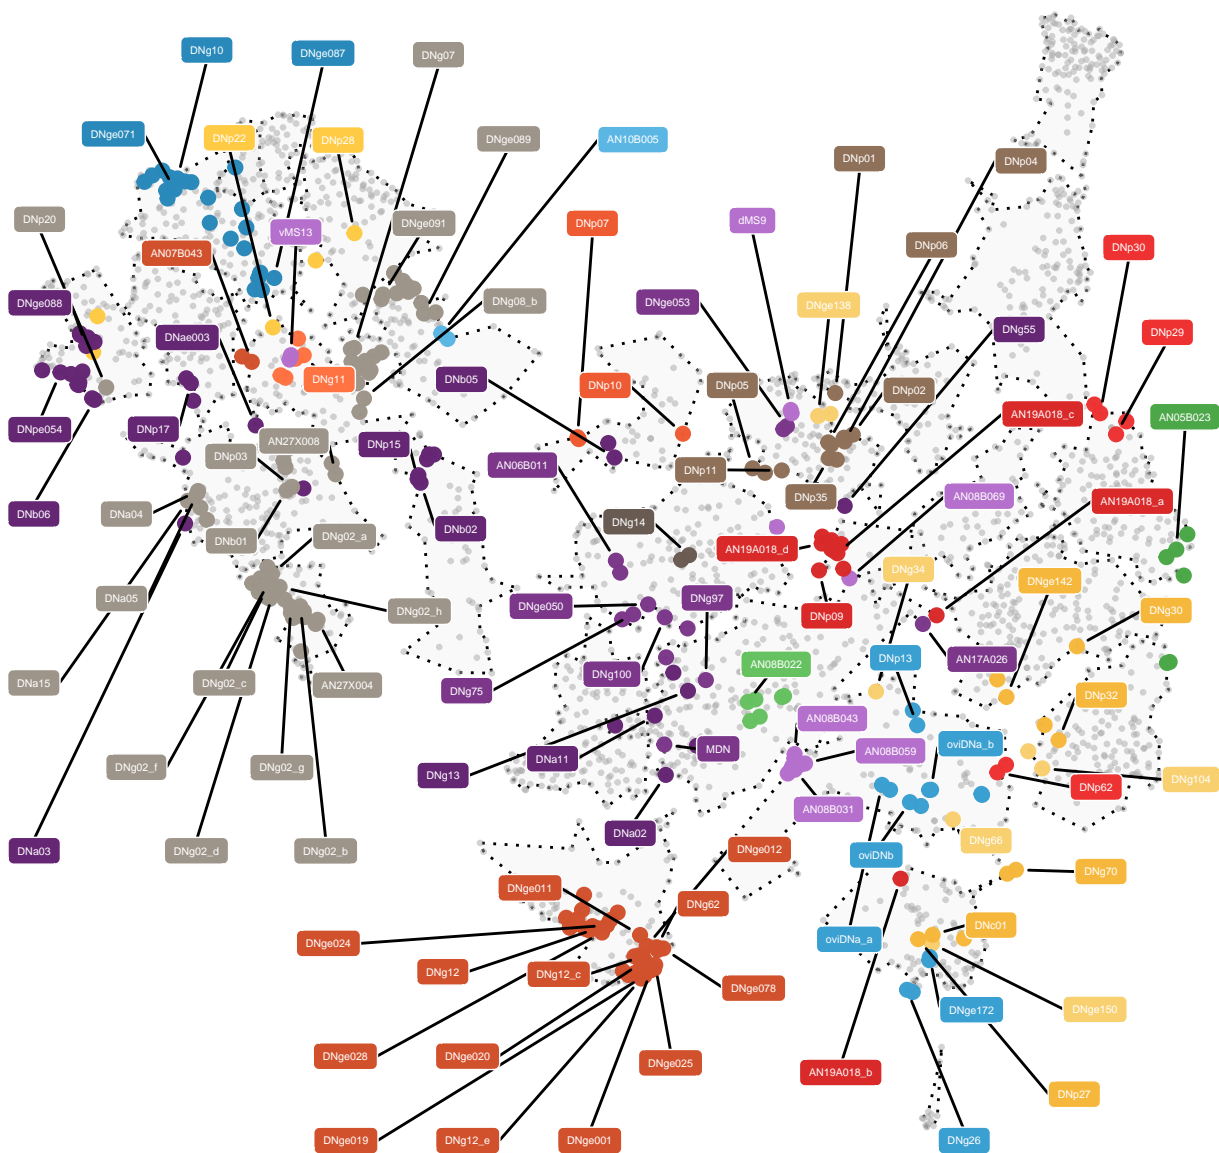 DNg10
DNge087
DNg07
DNge071
DNp22
DNp28
DNge089
AN10B005
DNp01
DNp04
DNp20
AN07B043
vMS13
DNge091
DNp07
dMS9
DNp06
DNp30
DNge088
DNg08_b
DNge053
DNge138
DNg55
DNp29
DNae003
DNg11
DNb05
DNp10
DNp05
DNp02
AN19A018_c
AN05B023
DNpe054
DNp17
AN27X008
DNp15
DNp03
AN06B011
DNp11
DNp35
AN08B069
AN19A018_a
DNb06
DNa04
DNb01
DNg02_a
DNb02
DNg14
AN19A018_d
DNg34
DNge142
DNa05
DNg02_h
DNge050
DNg97
DNp09
DNg30
DNa15
DNg02_c
AN27X004
DNg75
DNg100
AN08B022
DNp13
AN17A026
DNp32
DNg02_f
DNg02_g
DNg13
DNa11
MDN
AN08B043
AN08B059
oviDNa_b
DNp62
DNg104
AN08B031
DNa03
DNg02_d
DNg02_b
DNa02
DNge012
oviDNb
DNg66
DNg70
DNge011
DNg62
DNge024
DNg12
DNg12_c
DNge078
oviDNa_a
DNc01
DNge172
DNge150
DNge028
DNge020
DNge025
AN19A018_b
DNp27
DNge019
DNg12_e
DNge001
DNg26